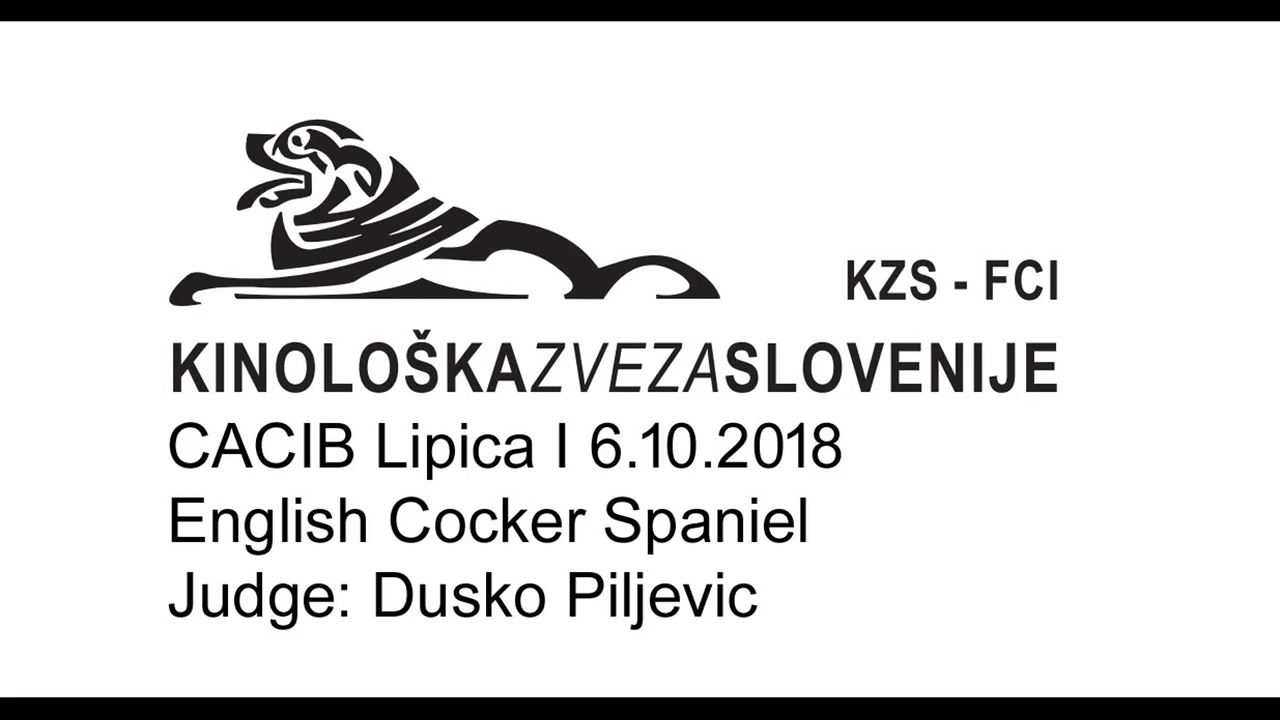 KZS - FCI
KINOLOŠKAZVEZASLOVENIJE
CACIB Lipica I 6.10.2018
English Cocker Spaniel
Judge: Dusko Piljevic